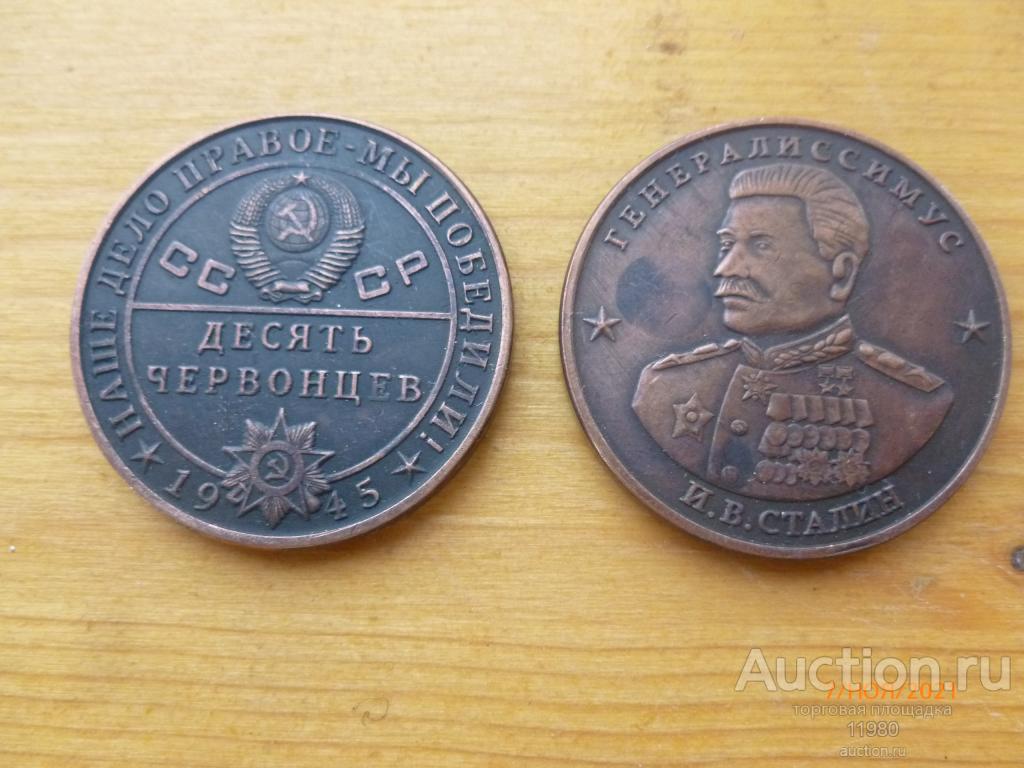 НАШЕ ДЕЛО ПРАВОЕ - МЫ ПОБЕДИЛИ!
СС СР
ДЕСЯТЬ
ЧЕРВОНЦЕВ
1945
ГЕНЕРАЛИССИМУС
И.В.СТАЛИН
Auction.ru
7/НОЯ/2021
торговая площадка
11980
auction.ru